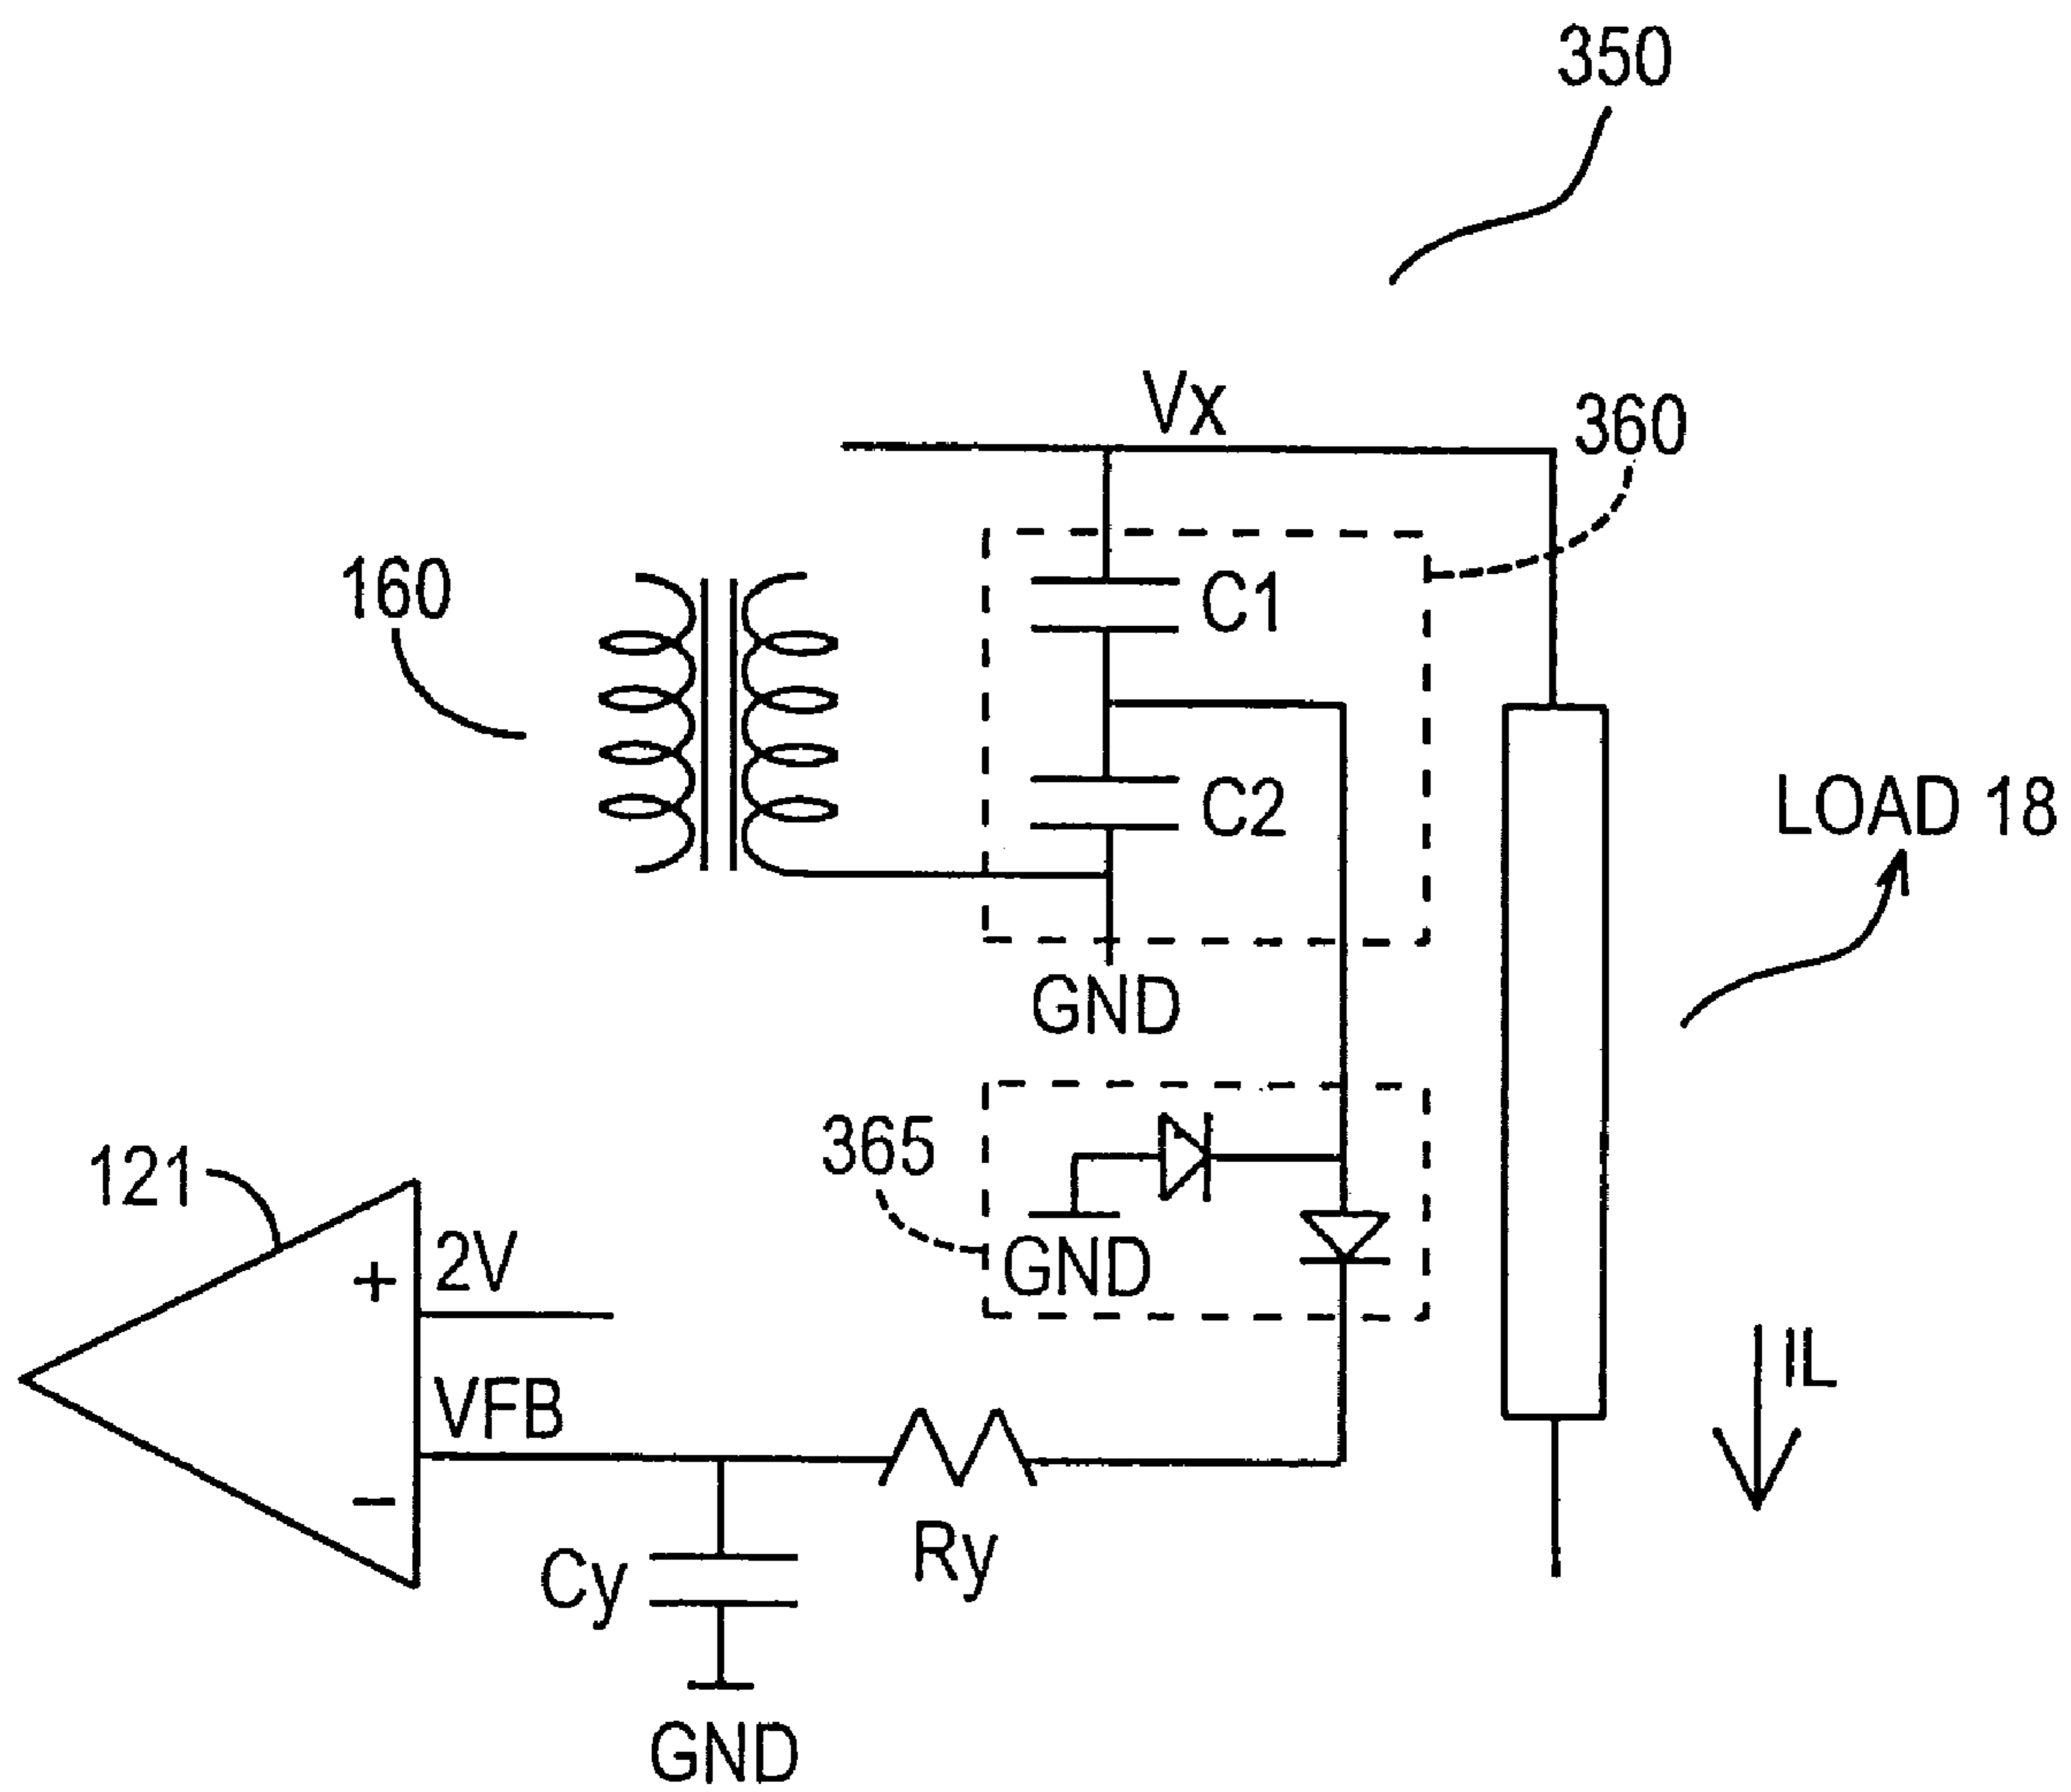 350
Vx
360
160
C1
C2
LOAD 18
GND
365
121
+
2V
GND
IL
VFB
−
Ry
Cy
GND